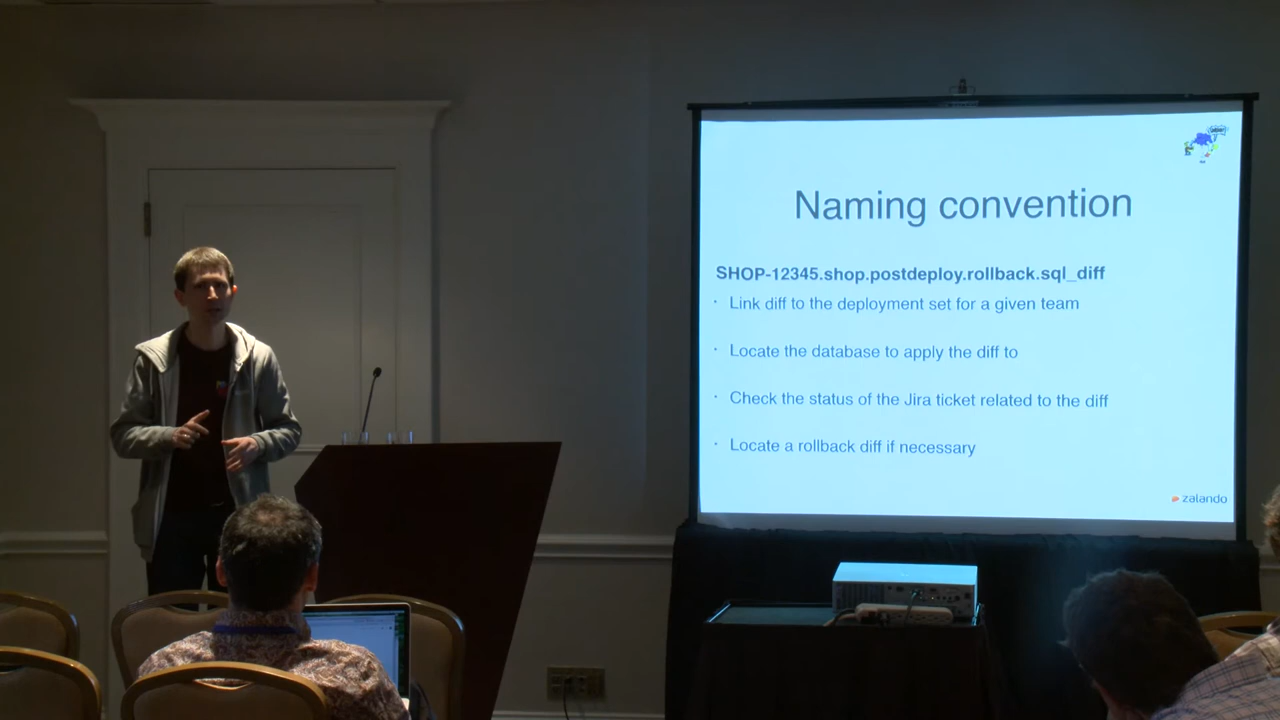 Naming convention
SHOP-12345.shop.postdeploy.rollback.sql_diff
· Link diff to the deployment set for a given team
· Locate the database to apply the diff to
· Check the status of the Jira ticket related to the diff
· Locate a rollback diff if necessary
zalando